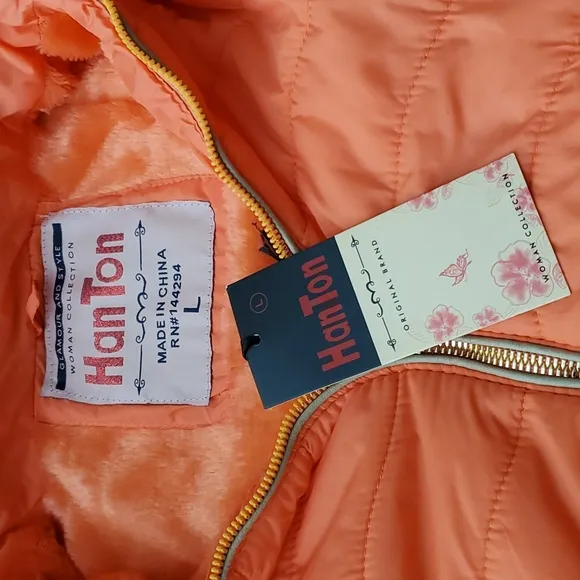 GLAMOUR AND STYLE
WOMAN COLLECTION
HanTon
MADE IN CHINA
RN#144294
L
L
HanTon
ORIGINAL BRAND
WOMAN COLLECTION